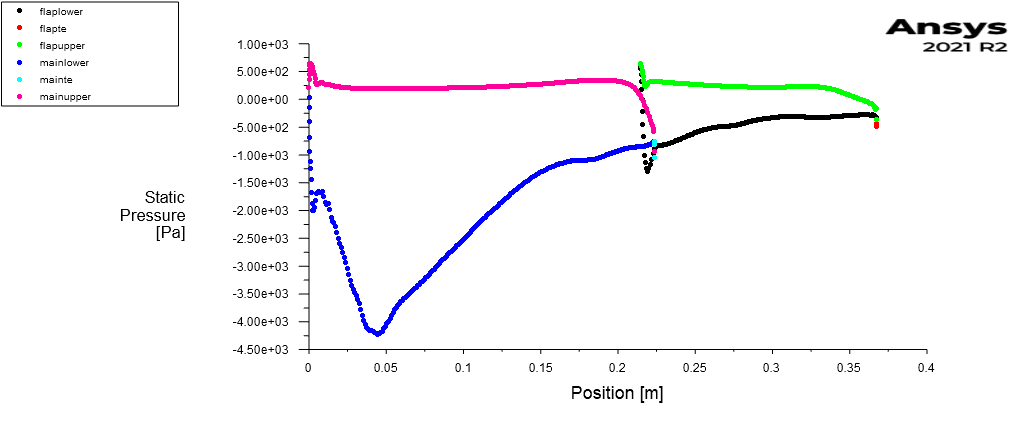 flaplower
flapte
flapupper
mainlower
mainte
mainupper
Ansys
2021 R2
1.00e+03
5.00e+02
0.00e+00
-5.00e+02
-1.00e+03
-1.50e+03
-2.00e+03
-2.50e+03
-3.00e+03
-3.50e+03
-4.00e+03
-4.50e+03
Static
Pressure
[Pa]
0 0.05 0.1 0.15 0.2 0.25 0.3 0.35 0.4
Position [m]